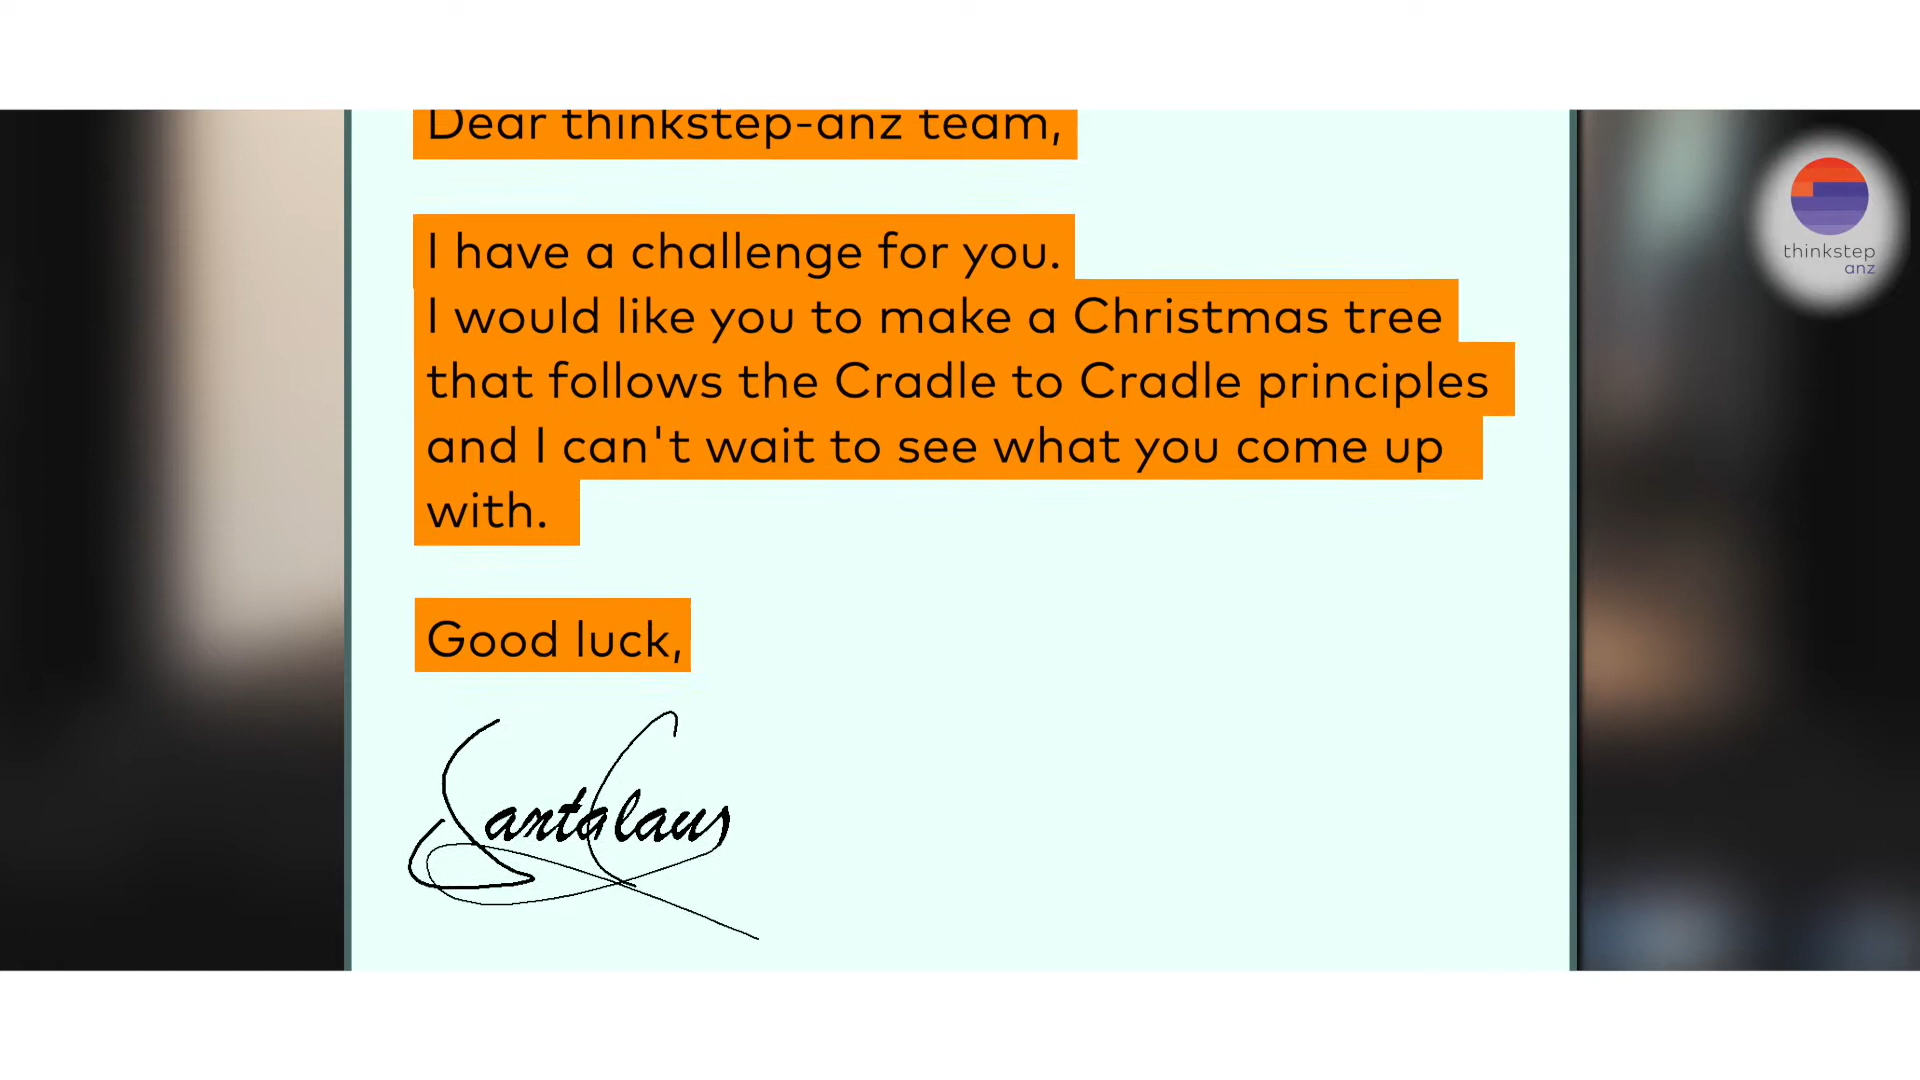 Dear thinkstep-anz team,
I have a challenge for you.
I would like you to make a Christmas tree
that follows the Cradle to Cradle principles
and I can't wait to see what you come up
with.
Good luck,
Santa Claus
thinkstep
anz